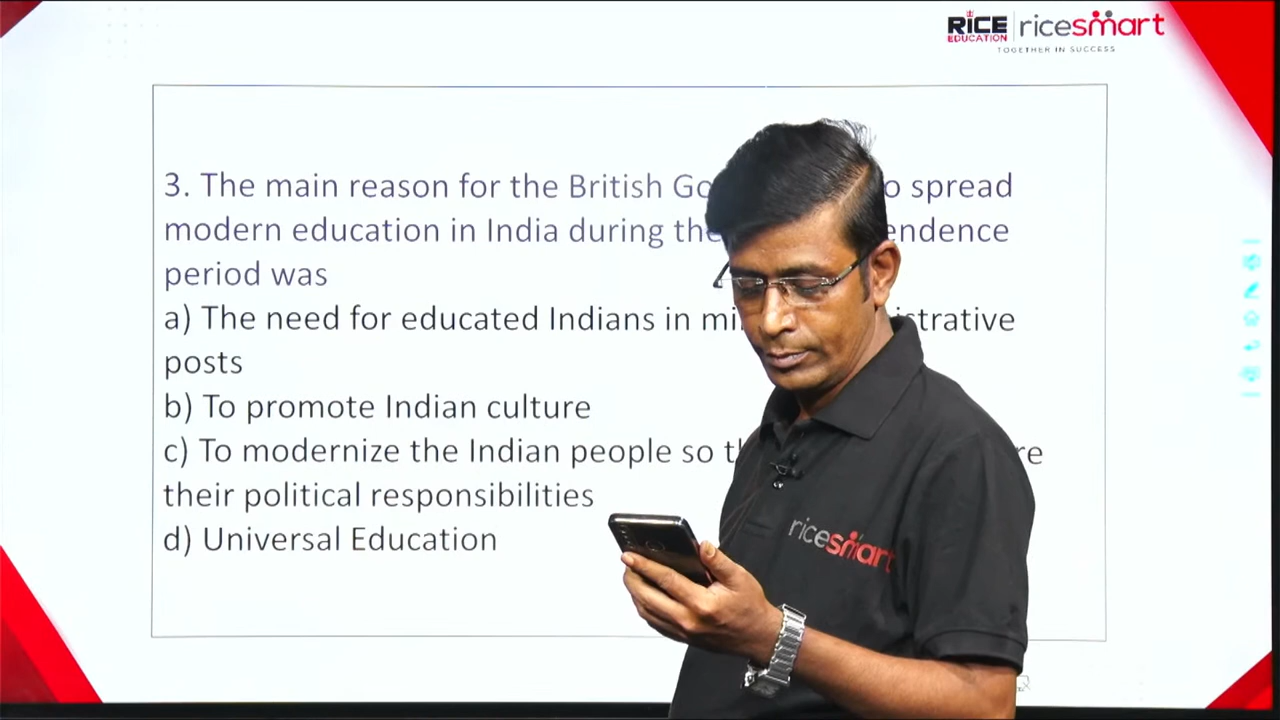 RICE EDUCATION ricesmart
TOGETHER IN SUCCESS
3. The main reason for the British Go o spread
modern education in India during the endence
period was
a) The need for educated Indians in mi strative
posts
b) To promote Indian culture
c) To modernize the Indian people so t re
their political responsibilities
d) Universal Education
ricesmart